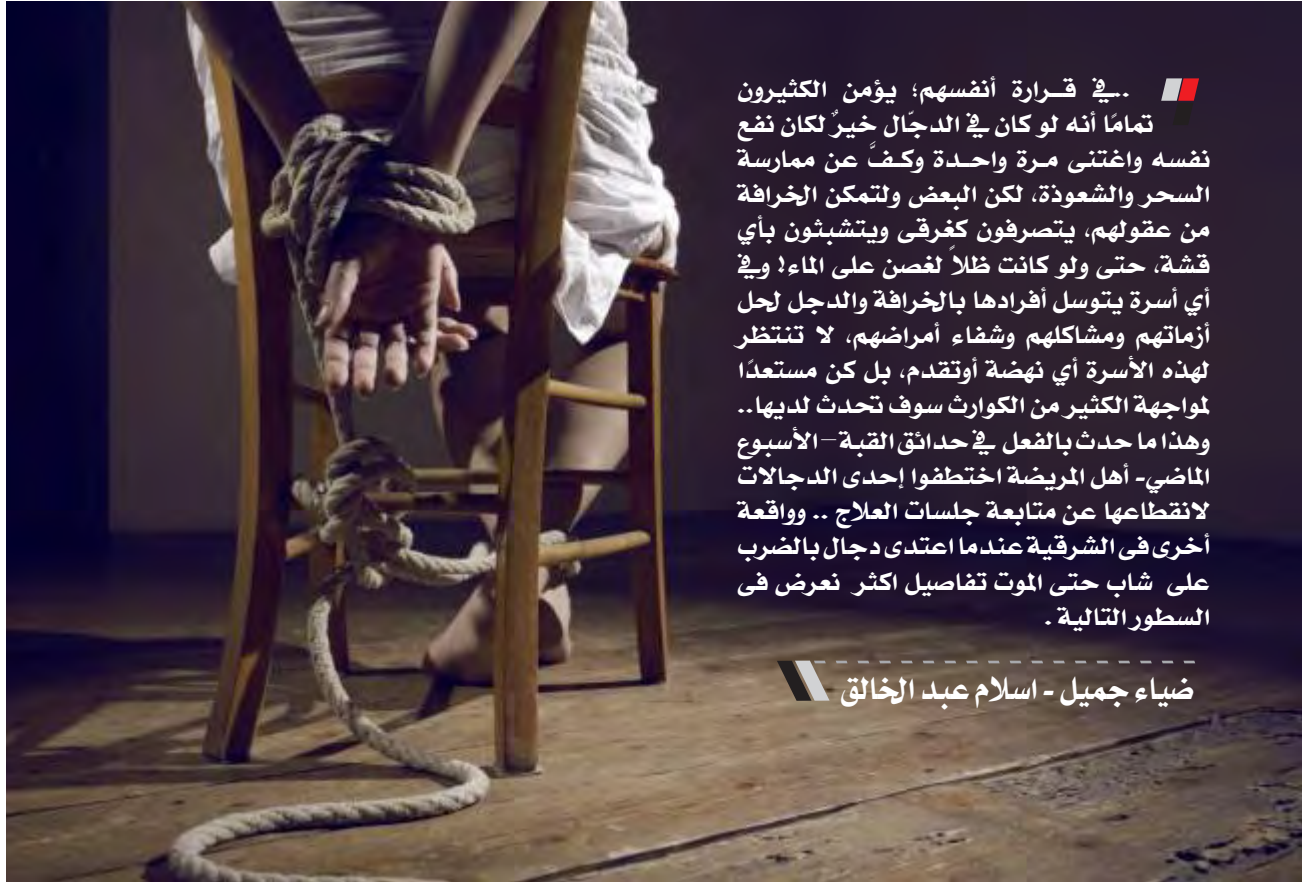 ..في قـرارة أنفسهم؛ يؤمن الكثيرون
تمامًا أنه لو كان في الدجّال خيرٌ لكان نفع
نفسه واغتنى مـرة واحـدة وكـفَّ عن ممارسة
السحر والشعوذة، لكن البعض ولتمكن الخرافة
من عقولهم، يتصرفون كغرقى ويتشبثون بأي
قشة، حتى ولو كانت ظلاً لغصن على الماء! وفي
أي أسرة يتوسل أفرادها بالخرافة والدجل لحل
أزماتهم ومشاكلهم وشفاء أمراضهم، لا تنتظر
لهذه الأسرة أي نهضة أوتقدم، بل كن مستعدًا
لمواجهة الكثير من الكوارث سوف تحدث لديها..
وهذا ما حدث بالفعل في حدائق القبة –الأسبوع
الماضي- أهل المريضة اختطفوا إحدى الدجالات
لانقطاعها عن متابعة جلسات العلاج .. وواقعة
أخرى فى الشرقية عندما اعتدى دجال بالضرب
على شاب حتى الموت تفاصيل اكثر نعرض فى
السطور التالية .
ضياء جميل - اسلام عبد الخالق